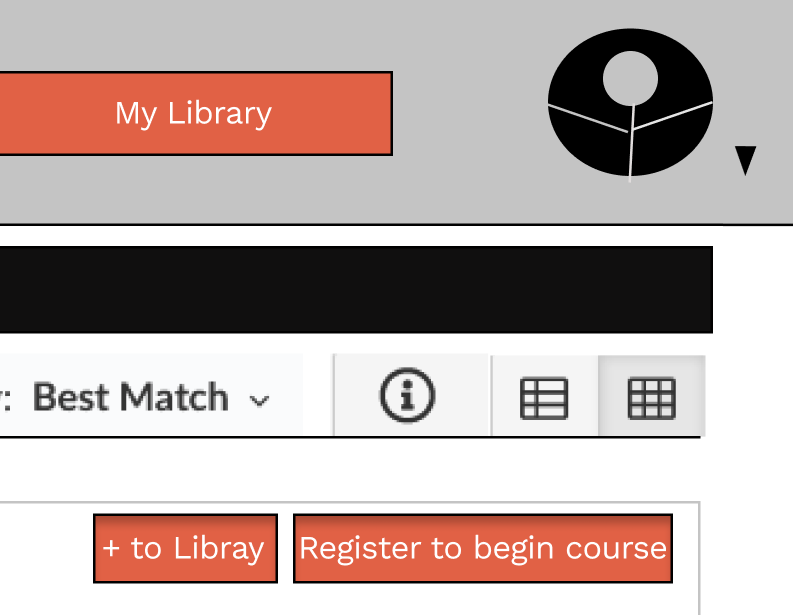 My Library
: Best Match
+ to Libray
Register to begin course